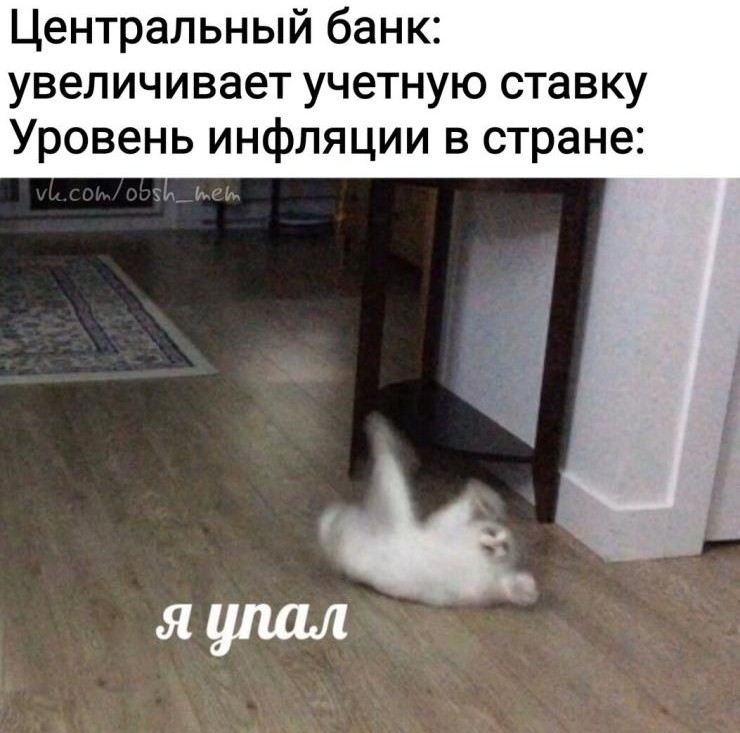 Центральный банк:
увеличивает учетную ставку
Уровень инфляции в стране:
vk.com/obsh_mem
я упал